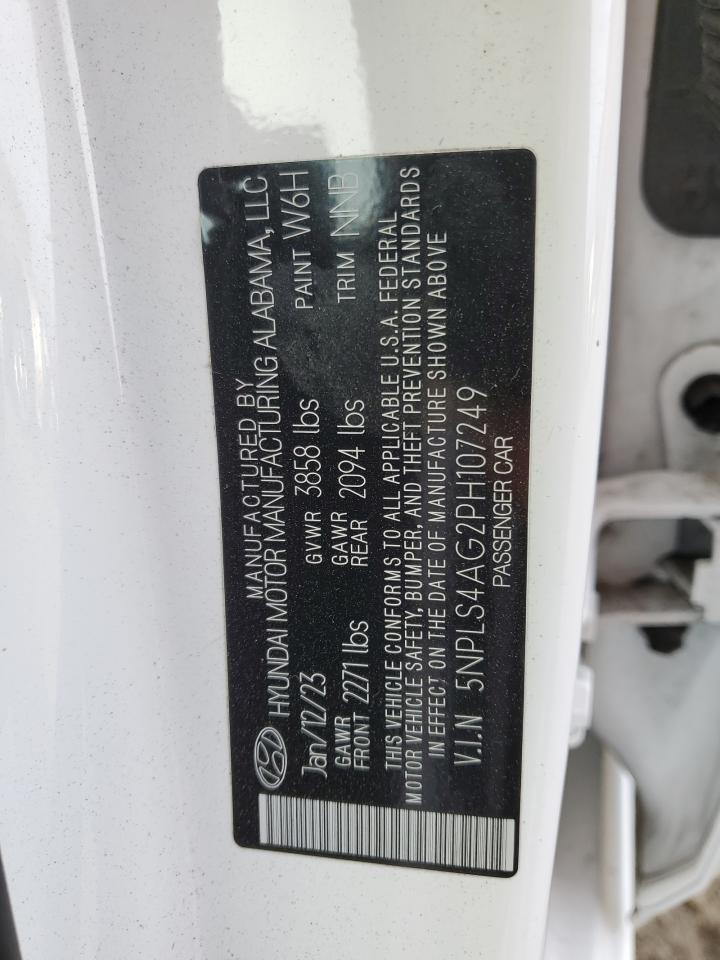 MANUFACTURED BY
HYUNDAI MOTOR MANUFACTURING ALABAMA, LLC
Jan/12/23 GVWR 3858 lbs PAINT W6H
GAWR FRONT 2271 lbs GAWR REAR 2094 lbs TRIM NNB
THIS VEHICLE CONFORMS TO ALL APPLICABLE U.S.A. FEDERAL
MOTOR VEHICLE SAFETY, BUMPER, AND THEFT PREVENTION STANDARDS
IN EFFECT ON THE DATE OF MANUFACTURE SHOWN ABOVE
V.I.N 5NPLS4AG2PH107249
PASSENGER CAR